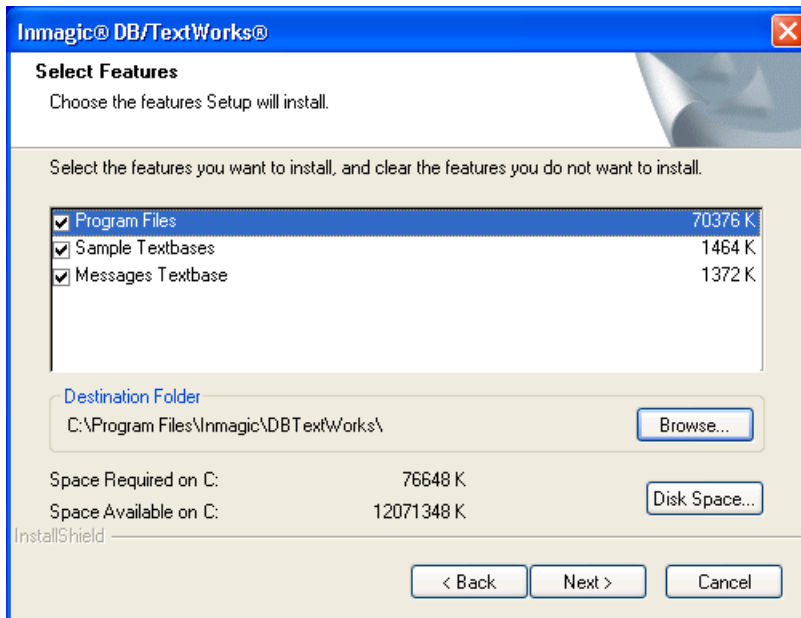 Inmagic® DB/TextWorks®
Select Features
Choose the features Setup will install.
Select the features you want to install, and clear the features you do not want to install.
Program Files 70376 K
Sample Textbases 1464 K
Messages Textbase 1372 K
Destination Folder
C:\Program Files\Inmagic\DBTextWorks\
Browse...
Space Required on C: 76648 K
Space Available on C: 12071348 K
Disk Space...
InstallShield
< Back Next > Cancel